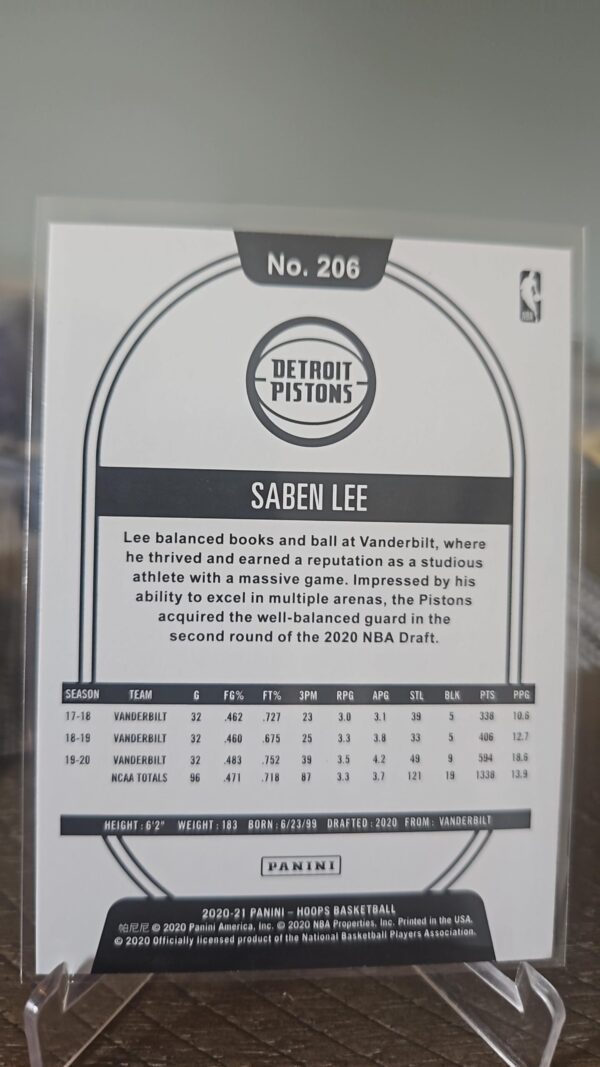 No. 206
NBA
DETROIT
PISTONS
SABEN LEE
Lee balanced books and ball at Vanderbilt, where
he thrived and earned a reputation as a studious
athlete with a massive game. Impressed by his
ability to excel in multiple arenas, the Pistons
acquired the well-balanced guard in the
second round of the 2020 NBA Draft.
SEASON TEAM G FG% FT% 3PM RPG APG STL BLK PTS PPG
17-18 VANDERBILT 32 .462 .727 23 3.0 3.1 39 5 338 10.6
18-19 VANDERBILT 32 .460 .675 25 3.3 3.8 33 5 406 12.7
19-20 VANDERBILT 32 .483 .752 39 3.5 4.2 49 9 594 18.6
NCAA TOTALS 96 .471 .718 87 3.3 3.7 121 19 1338 13.9
HEIGHT: 6'2" WEIGHT: 183 BORN: 6/23/99 DRAFTED: 2020 FROM: VANDERBILT
PANINI
2020-21 PANINI – HOOPS BASKETBALL
帕尼尼 © 2020 Panini America, Inc. © 2020 NBA Properties, Inc. Printed in the USA.
© 2020 Officially licensed product of the National Basketball Players Association.